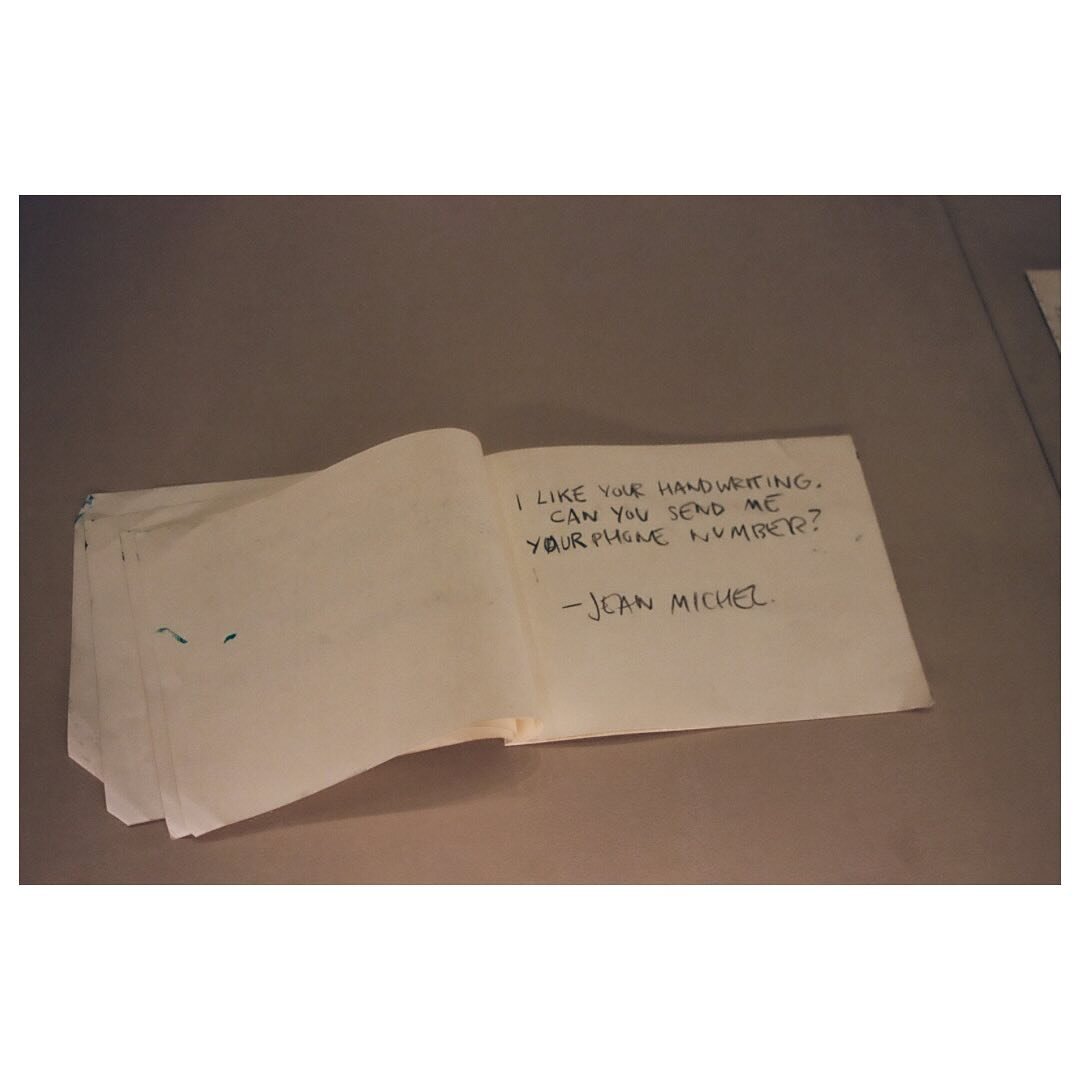 I LIKE YOUR HANDWRITING.
CAN YOU SEND ME
YOUR PHONE NUMBER?
—JEAN MICHEL.